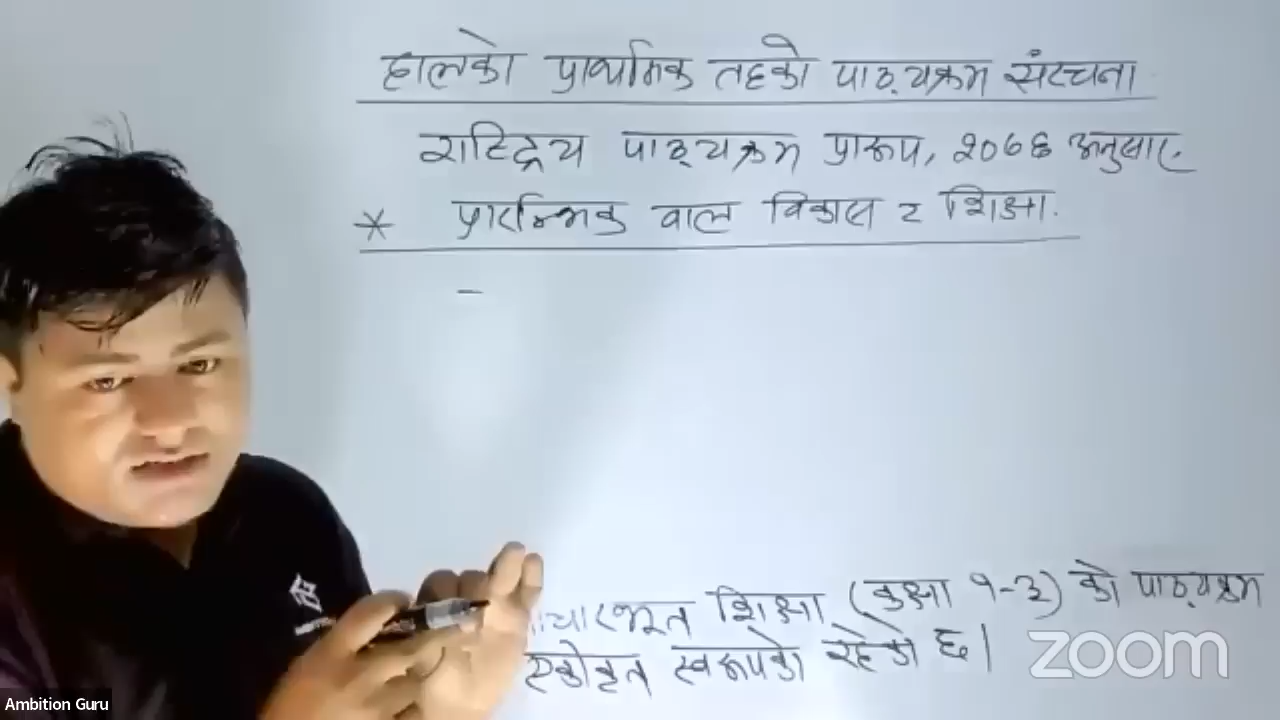 हालको प्राथमिक तहको पाठ्यक्रम संरचना
राष्ट्रिय पाठ्यक्रम प्रारूप, २०७६ अनुसार.
* प्रारम्भिक बाल विकास र शिक्षा.
-
शिक्षा (कक्षा १-३) को पाठ्यक्रम
एकीकृत स्वरूपको रहेको छ।
zoom
Ambition Guru